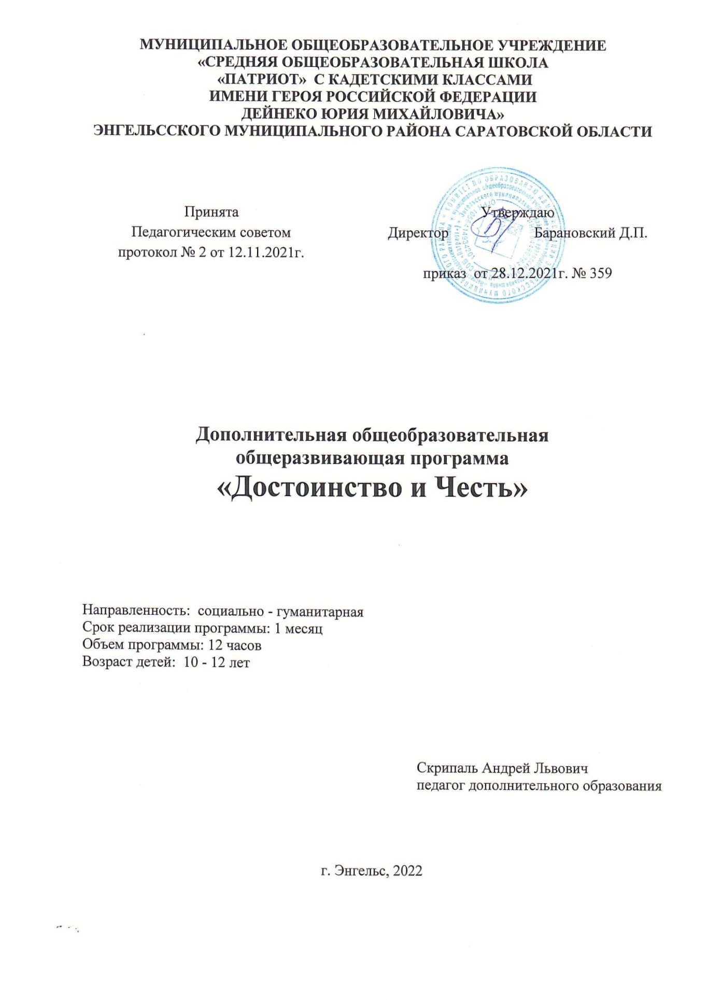 МУНИЦИПАЛЬНОЕ ОБЩЕОБРАЗОВАТЕЛЬНОЕ УЧРЕЖДЕНИЕ
«СРЕДНЯЯ ОБЩЕОБРАЗОВАТЕЛЬНАЯ ШКОЛА
«ПАТРИОТ» С КАДЕТСКИМИ КЛАССАМИ
ИМЕНИ ГЕРОЯ РОССИЙСКОЙ ФЕДЕРАЦИИ
ДЕЙНЕКО ЮРИЯ МИХАЙЛОВИЧА»
ЭНГЕЛЬССКОГО МУНИЦИПАЛЬНОГО РАЙОНА САРАТОВСКОЙ ОБЛАСТИ
Принята
Педагогическим советом
протокол № 2 от 12.11.2021г.
Утверждаю
Директор Барановский Д.П.
приказ от 28.12.2021г. № 359
Дополнительная общеобразовательная
общеразвивающая программа
«Достоинство и Честь»
Направленность: социально - гуманитарная
Срок реализации программы: 1 месяц
Объем программы: 12 часов
Возраст детей: 10 - 12 лет
Скрипаль Андрей Львович
педагог дополнительного образования
г. Энгельс, 2022